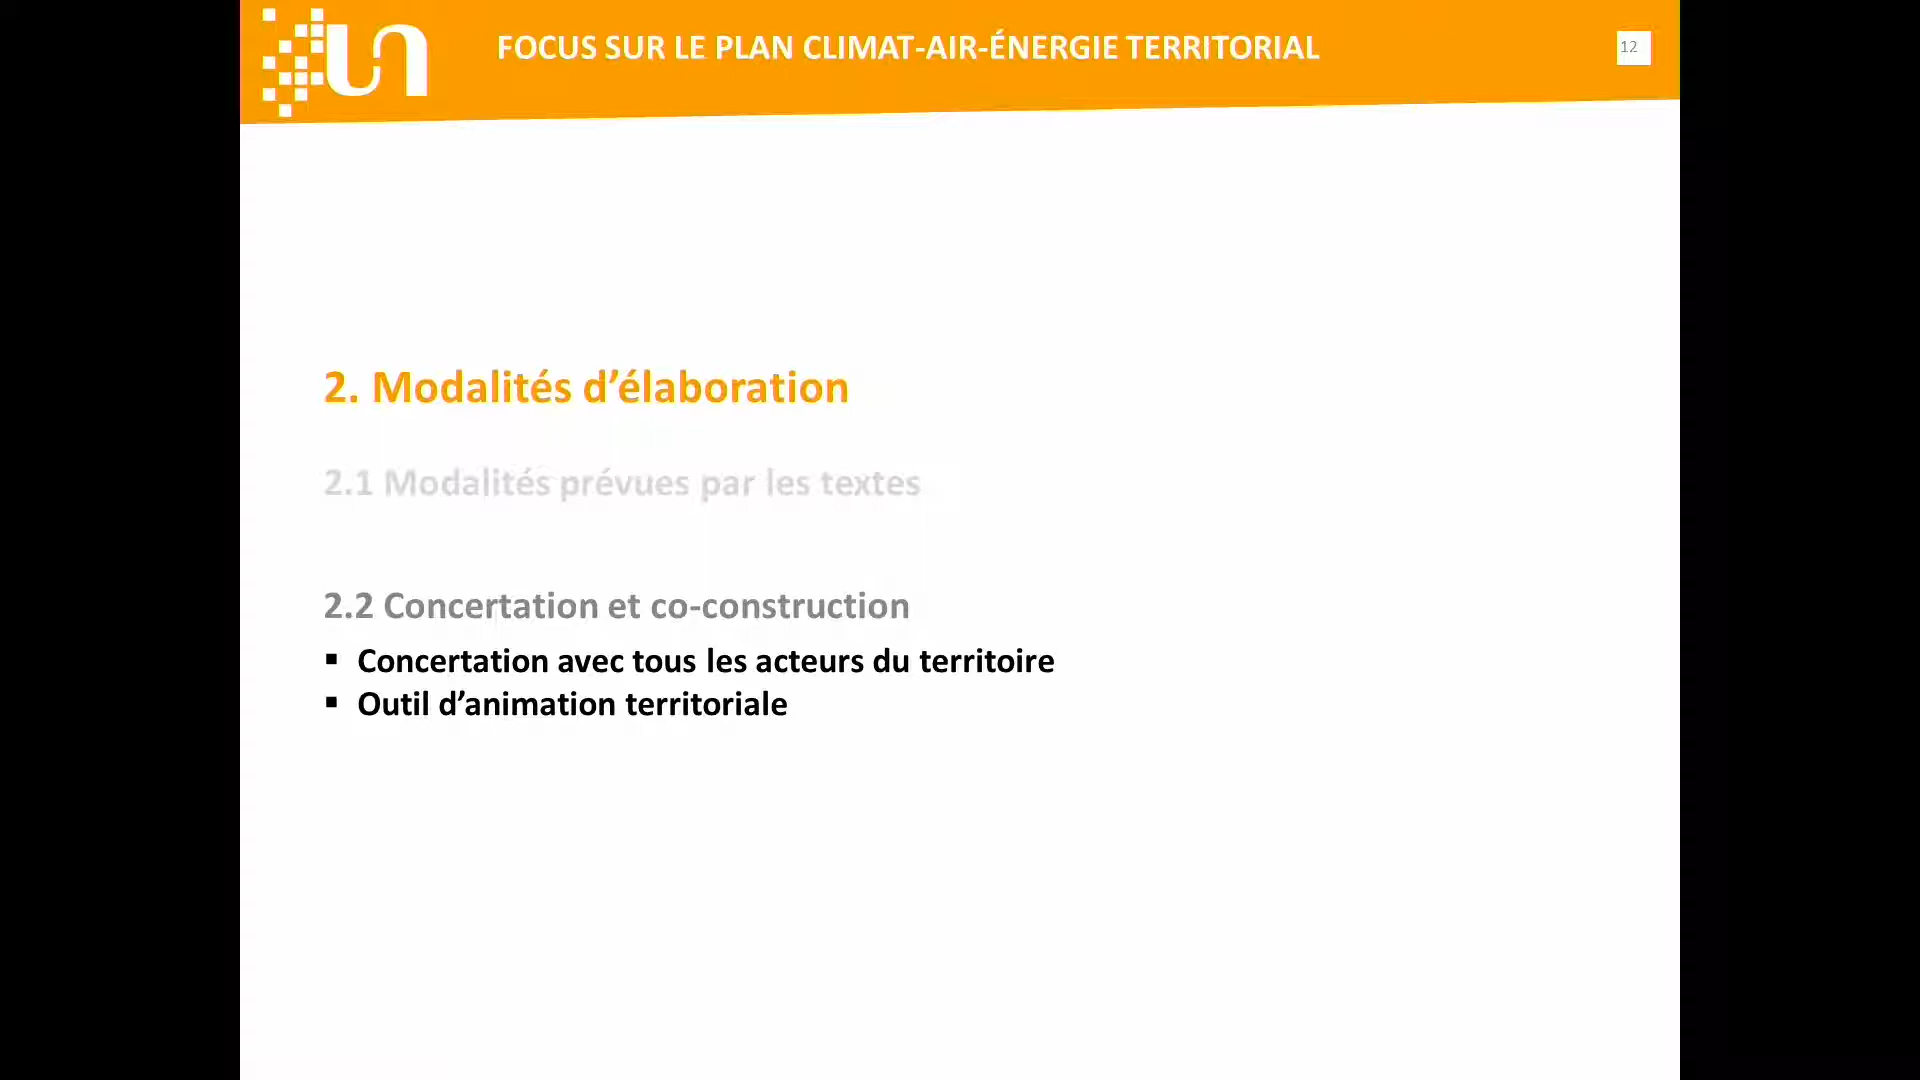 FOCUS SUR LE PLAN CLIMAT-AIR-ÉNERGIE TERRITORIAL
12
2. Modalités d’élaboration
2.1 Modalités prévues par les textes
2.2 Concertation et co-construction
▪ Concertation avec tous les acteurs du territoire
▪ Outil d’animation territoriale